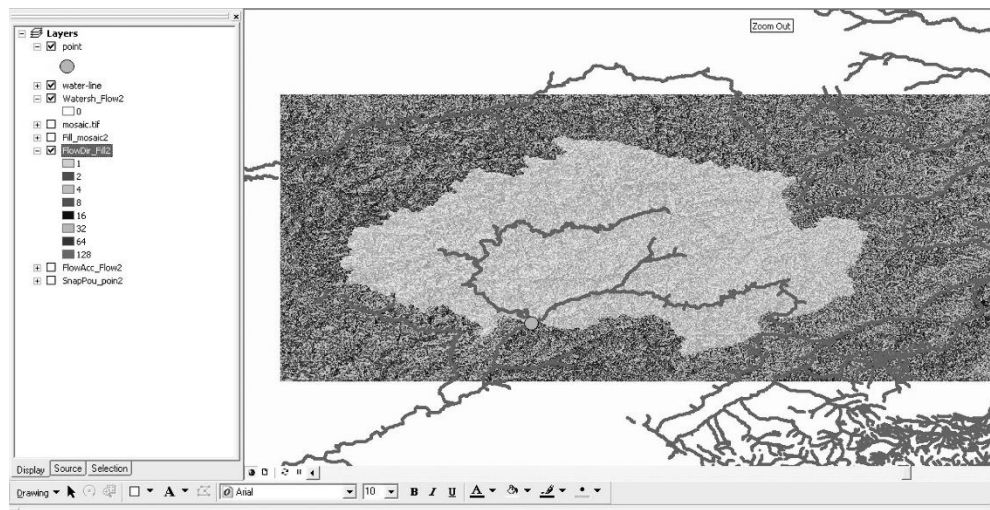 Layers
point
water-line
Watersh_Flow2
0
mosaic.tif
Fill_mosaic2
FlowDir_Fill2
1
2
4
8
16
32
64
128
FlowAcc_Flow2
SnapPou_poin2
Zoom Out
Display Source Selection
Drawing A Arial 10 B I U A